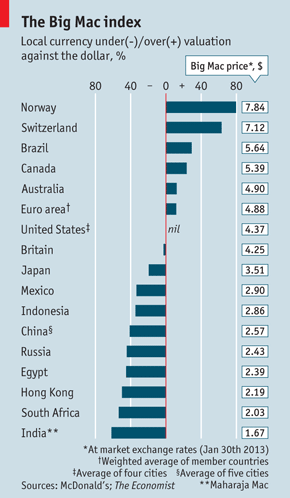 The Big Mac index
Local currency under(-)/over(+) valuation
against the dollar, %
Big Mac price*, $
80 40 – 0 + 40 80
Norway 7.84
Switzerland 7.12
Brazil 5.64
Canada 5.39
Australia 4.90
Euro area† 4.88
United States‡ nil 4.37
Britain 4.25
Japan 3.51
Mexico 2.90
Indonesia 2.86
China§ 2.57
Russia 2.43
Egypt 2.39
Hong Kong 2.19
South Africa 2.03
India** 1.67
*At market exchange rates (Jan 30th 2013)
†Weighted average of member countries
‡Average of four cities §Average of five cities
Sources: McDonald's; The Economist **Maharaja Mac